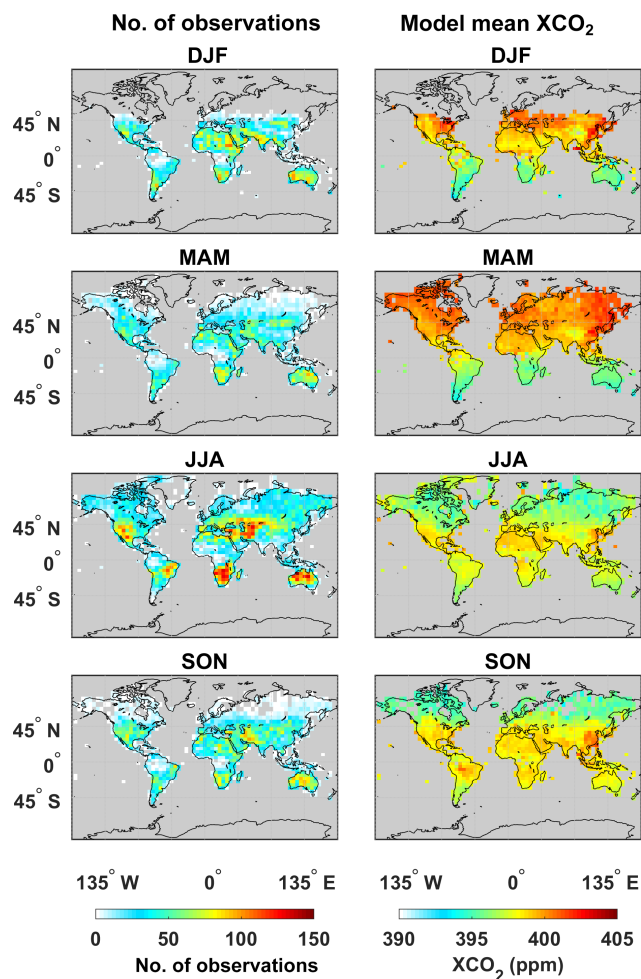 No. of observations Model mean XCO₂
DJF DJF
45° N
0°
45° S
MAM MAM
45° N
0°
45° S
JJA JJA
45° N
0°
45° S
SON SON
45° N
0°
45° S
135° W 0° 135° E 135° W 0° 135° E
0 50 100 150 390 395 400 405
No. of observations XCO₂ (ppm)